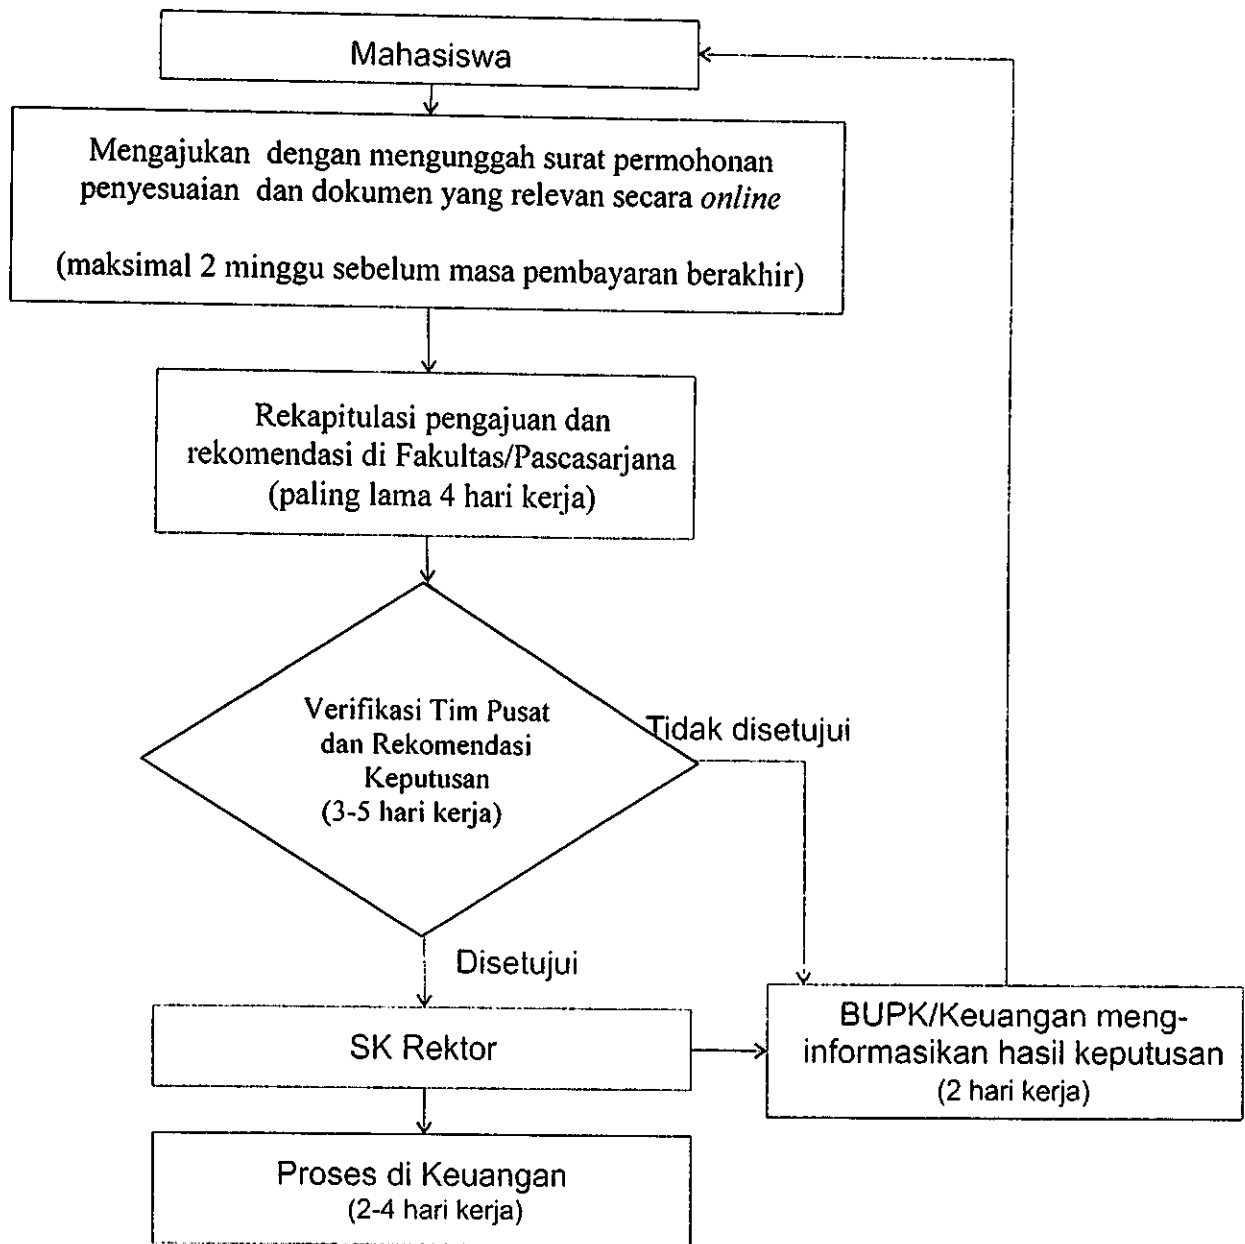 Mahasiswa
Mengajukan dengan mengunggah surat permohonan
penyesuaian dan dokumen yang relevan secara online
(maksimal 2 minggu sebelum masa pembayaran berakhir)
Rekapitulasi pengajuan dan
rekomendasi di Fakultas/Pascasarjana
(paling lama 4 hari kerja)
Verifikasi Tim Pusat
dan Rekomendasi
Keputusan
(3-5 hari kerja)
Tidak disetujui
Disetujui
SK Rektor
BUPK/Keuangan meng-
informasikan hasil keputusan
(2 hari kerja)
Proses di Keuangan
(2-4 hari kerja)